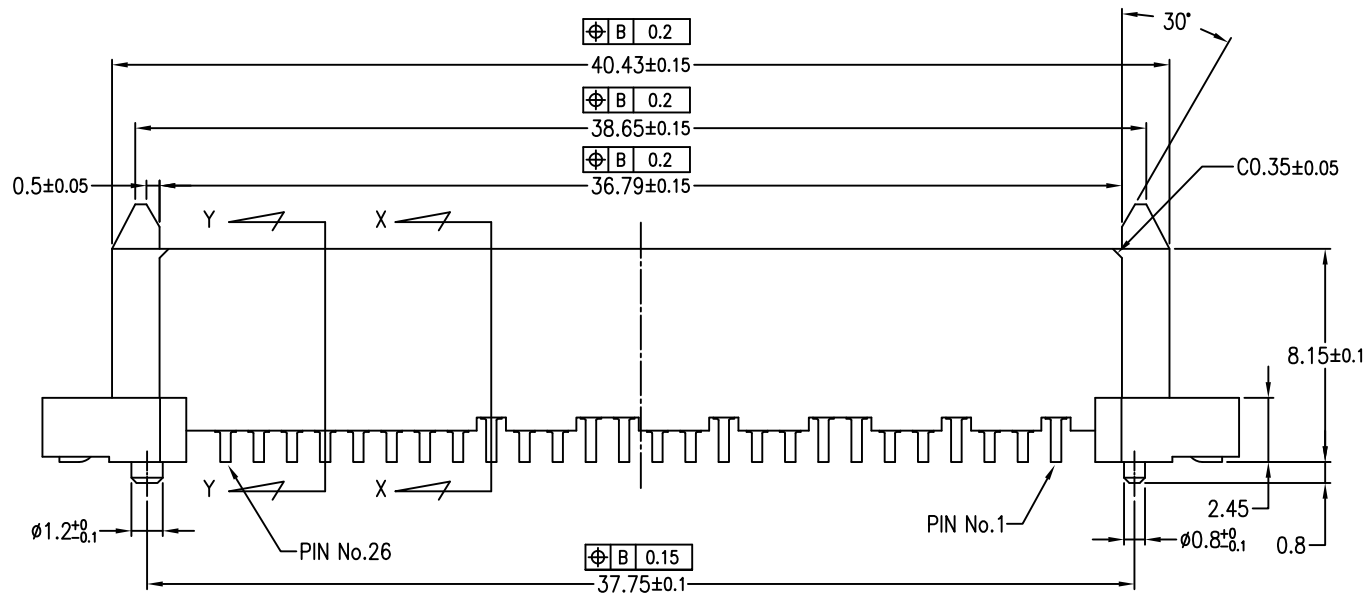 ⌖ B 0.2
30°
40.43±0.15
⌖ B 0.2
38.65±0.15
⌖ B 0.2
36.79±0.15
0.5±0.05
C0.35±0.05
Y
X
8.15±0.1
Y
X
2.45
0.8
ø1.2+0 -0.1
PIN No.26
PIN No.1
ø0.8+0 -0.1
⌖ B 0.15
37.75±0.1